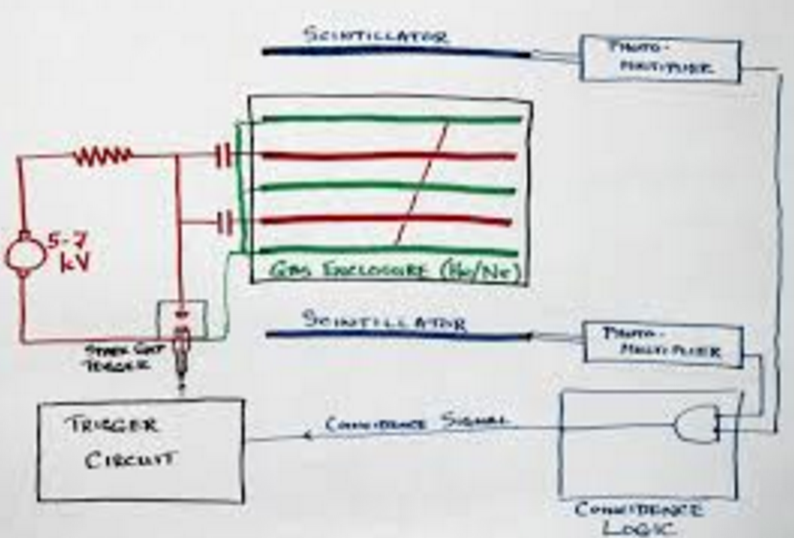 SCINTILLATOR
PHOTO-
MULTIPLIER
5-7
kV
GAS ENCLOSURE (He/Ne)
SCINTILLATOR
PHOTO-
MULTIPLIER
SPARK GAP
TRIGGER
TRIGGER
CIRCUIT
COINCIDENCE SIGNAL
COINCIDENCE
LOGIC